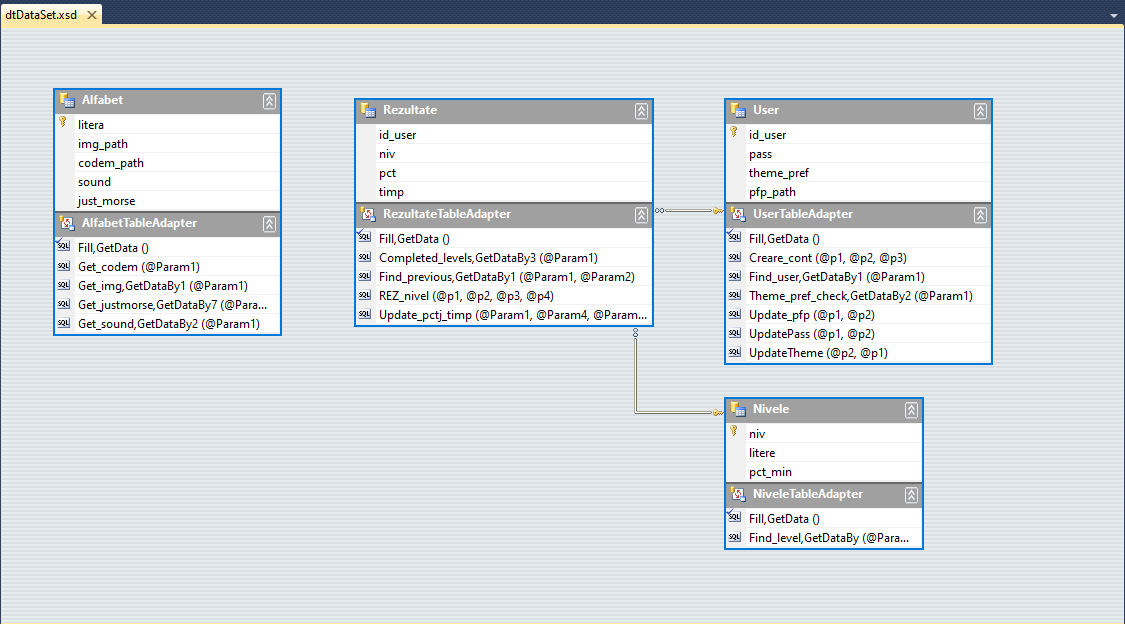 dtDataSet.xsd
Alfabet
litera
img_path
codem_path
sound
just_morse
AlfabetTableAdapter
Fill,GetData ()
Get_codem (@Param1)
Get_img,GetDataBy1 (@Param1)
Get_justmorse,GetDataBy7 (@Para...
Get_sound,GetDataBy2 (@Param1)
Rezultate
id_user
niv
pct
timp
RezultateTableAdapter
Fill,GetData ()
Completed_levels,GetDataBy3 (@Param1)
Find_previous,GetDataBy1 (@Param1, @Param2)
REZ_nivel (@p1, @p2, @p3, @p4)
Update_pctj_timp (@Param1, @Param4, @Param...
User
id_user
pass
theme_pref
pfp_path
UserTableAdapter
Fill,GetData ()
Creare_cont (@p1, @p2, @p3)
Find_user,GetDataBy1 (@Param1)
Theme_pref_check,GetDataBy2 (@Param1)
Update_pfp (@p1, @p2)
UpdatePass (@p1, @p2)
UpdateTheme (@p2, @p1)
Nivele
niv
litere
pct_min
NiveleTableAdapter
Fill,GetData ()
Find_level,GetDataBy (@Para...